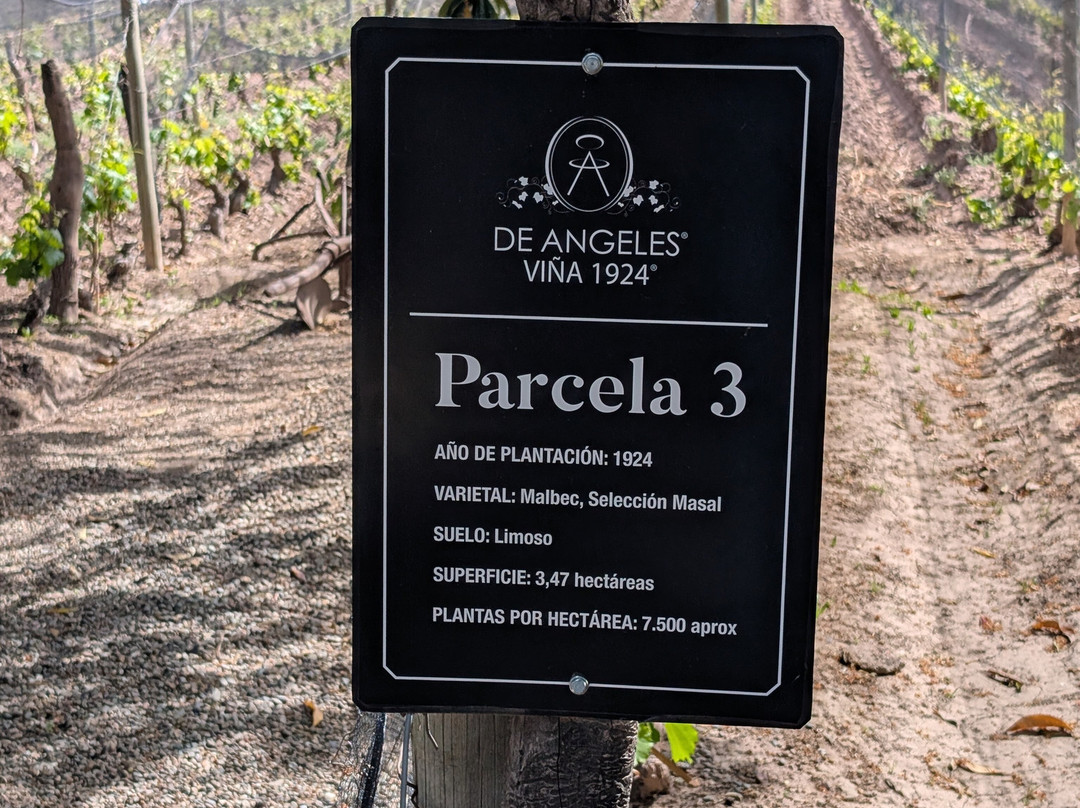 DE ANGELES®
VIÑA 1924®
Parcela 3
AÑO DE PLANTACIÓN: 1924
VARIETAL: Malbec, Selección Masal
SUELO: Limoso
SUPERFICIE: 3,47 hectáreas
PLANTAS POR HECTÁREA: 7.500 aprox